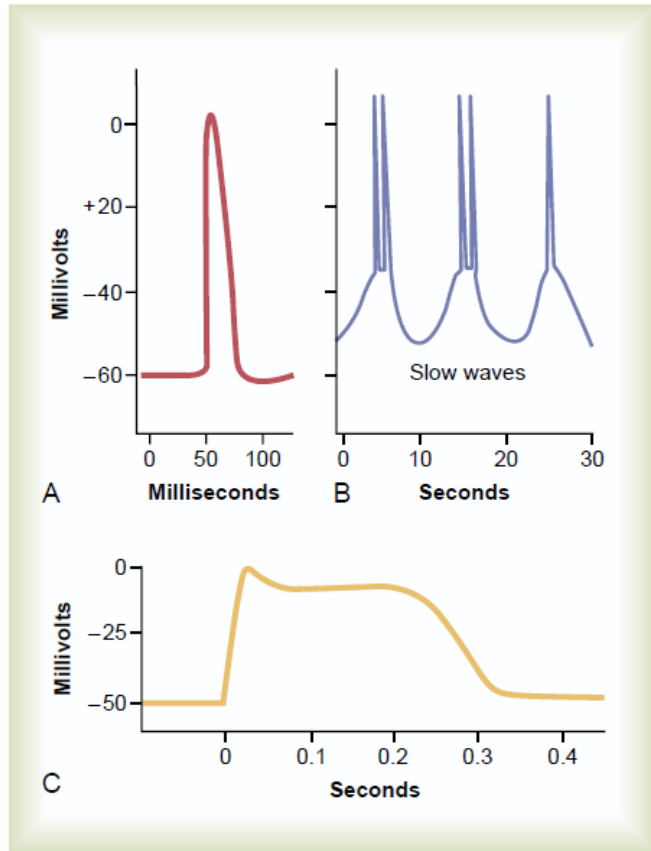 Millivolts
0
+20
–40
–60
0 50 100
Milliseconds
A
Slow waves
0 10 20 30
Seconds
B
Millivolts
0
–25
–50
0 0.1 0.2 0.3 0.4
Seconds
C